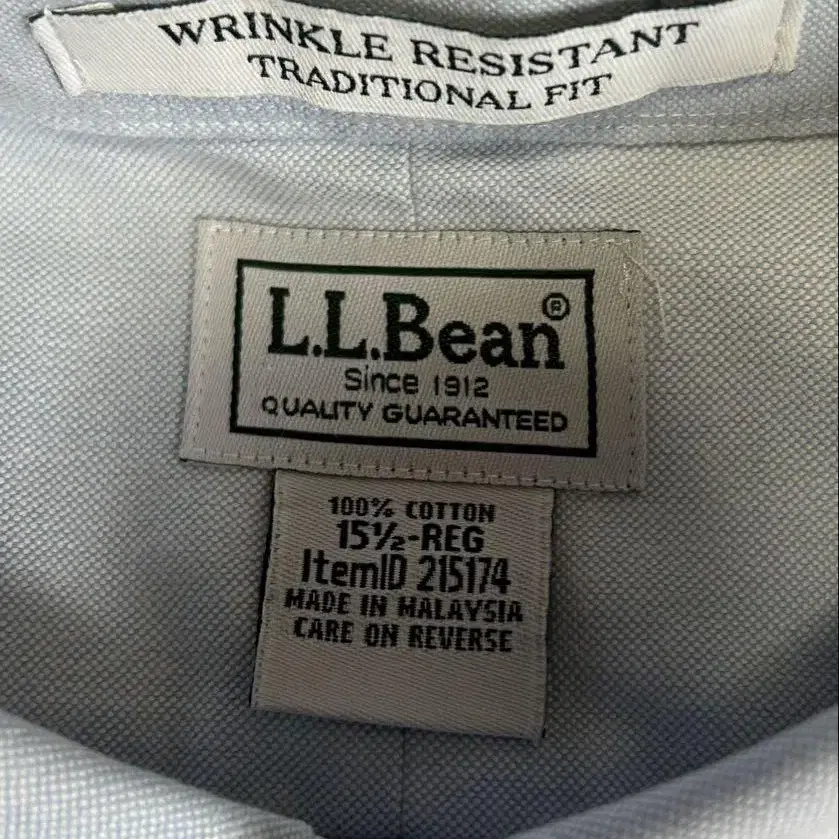 WRINKLE RESISTANT
TRADITIONAL FIT
L.L.Bean®
Since 1912
QUALITY GUARANTEED
100% COTTON
15½-REG
ItemID 215174
MADE IN MALAYSIA
CARE ON REVERSE